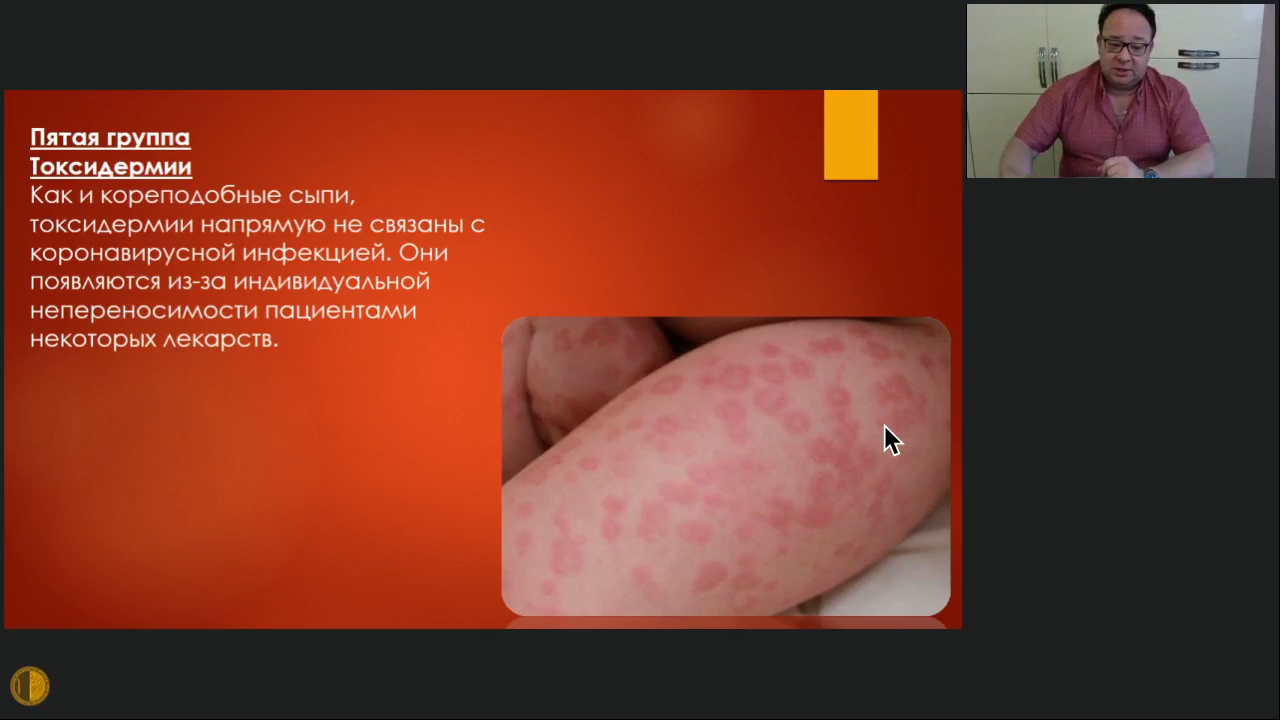 Пятая группа
Токсидермии
Как и кореподобные сыпи,
токсидермии напрямую не связаны с
коронавирусной инфекцией. Они
появляются из-за индивидуальной
непереносимости пациентами
некоторых лекарств.